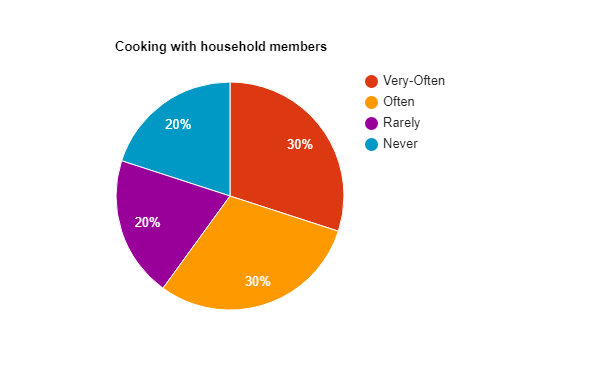 Cooking with household members
Very-Often
Often
Rarely
Never
20%
30%
20%
30%